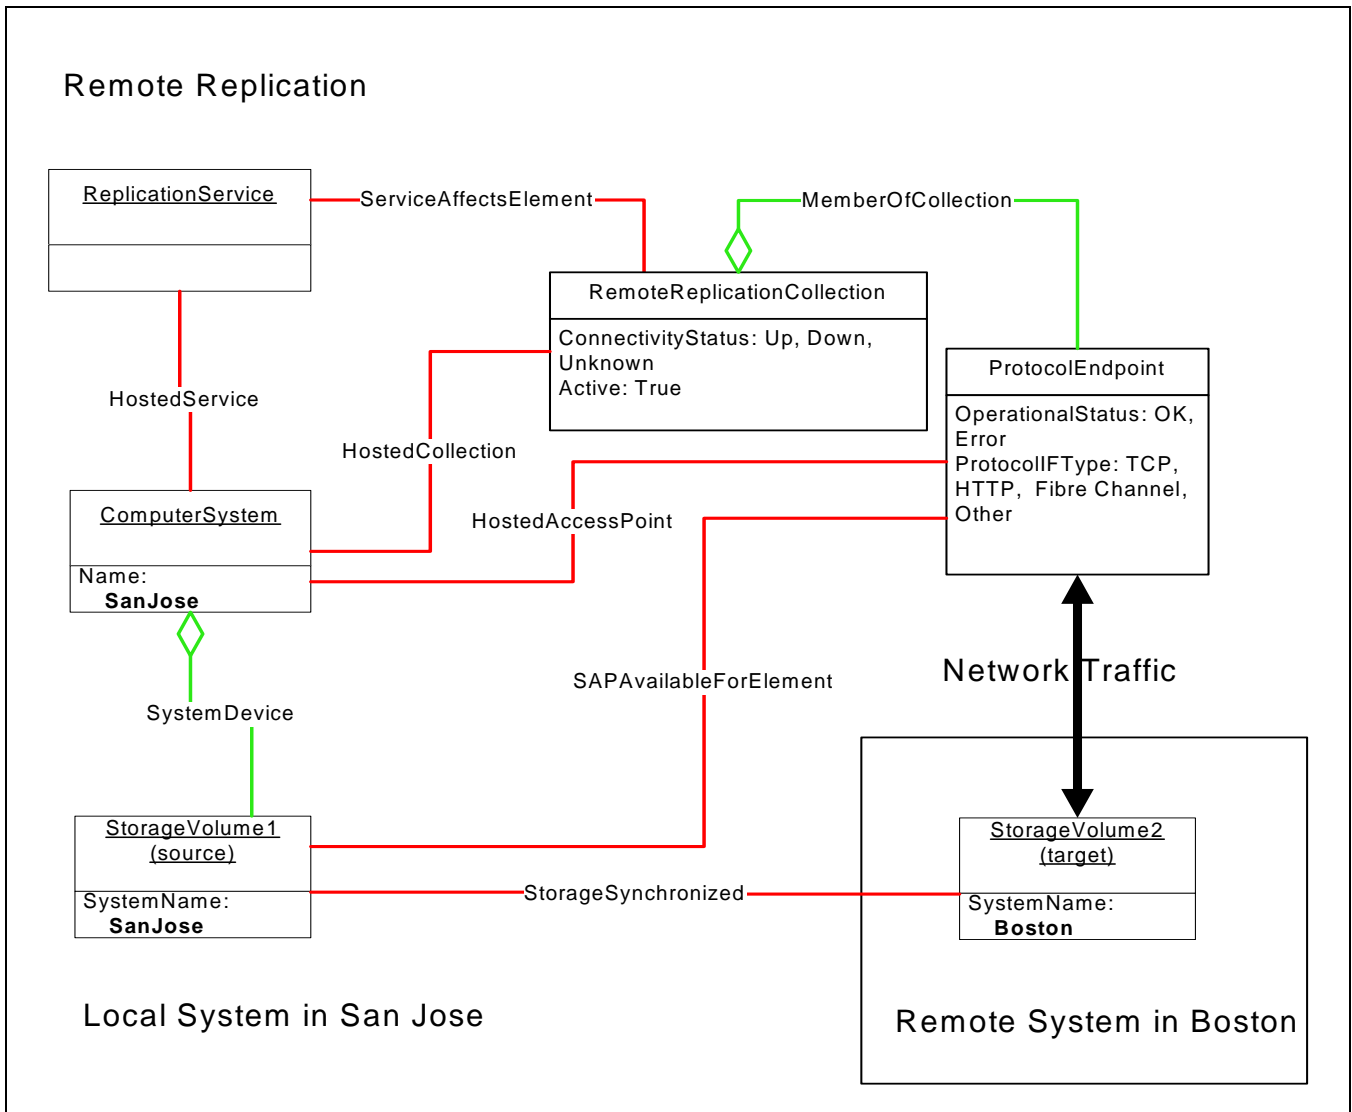 Remote Replication
ReplicationService
ServiceAffectsElement
MemberOfCollection
RemoteReplicationCollection
ConnectivityStatus: Up, Down,
Unknown
Active: True
ProtocolEndpoint
OperationalStatus: OK,
Error
ProtocolIFType: TCP,
HTTP, Fibre Channel,
Other
HostedService
HostedCollection
ComputerSystem
Name:
SanJose
HostedAccessPoint
SAPAvailableForElement
Network Traffic
SystemDevice
StorageVolume1
(source)
SystemName:
SanJose
StorageSynchronized
StorageVolume2
(target)
SystemName:
Boston
Local System in San Jose
Remote System in Boston